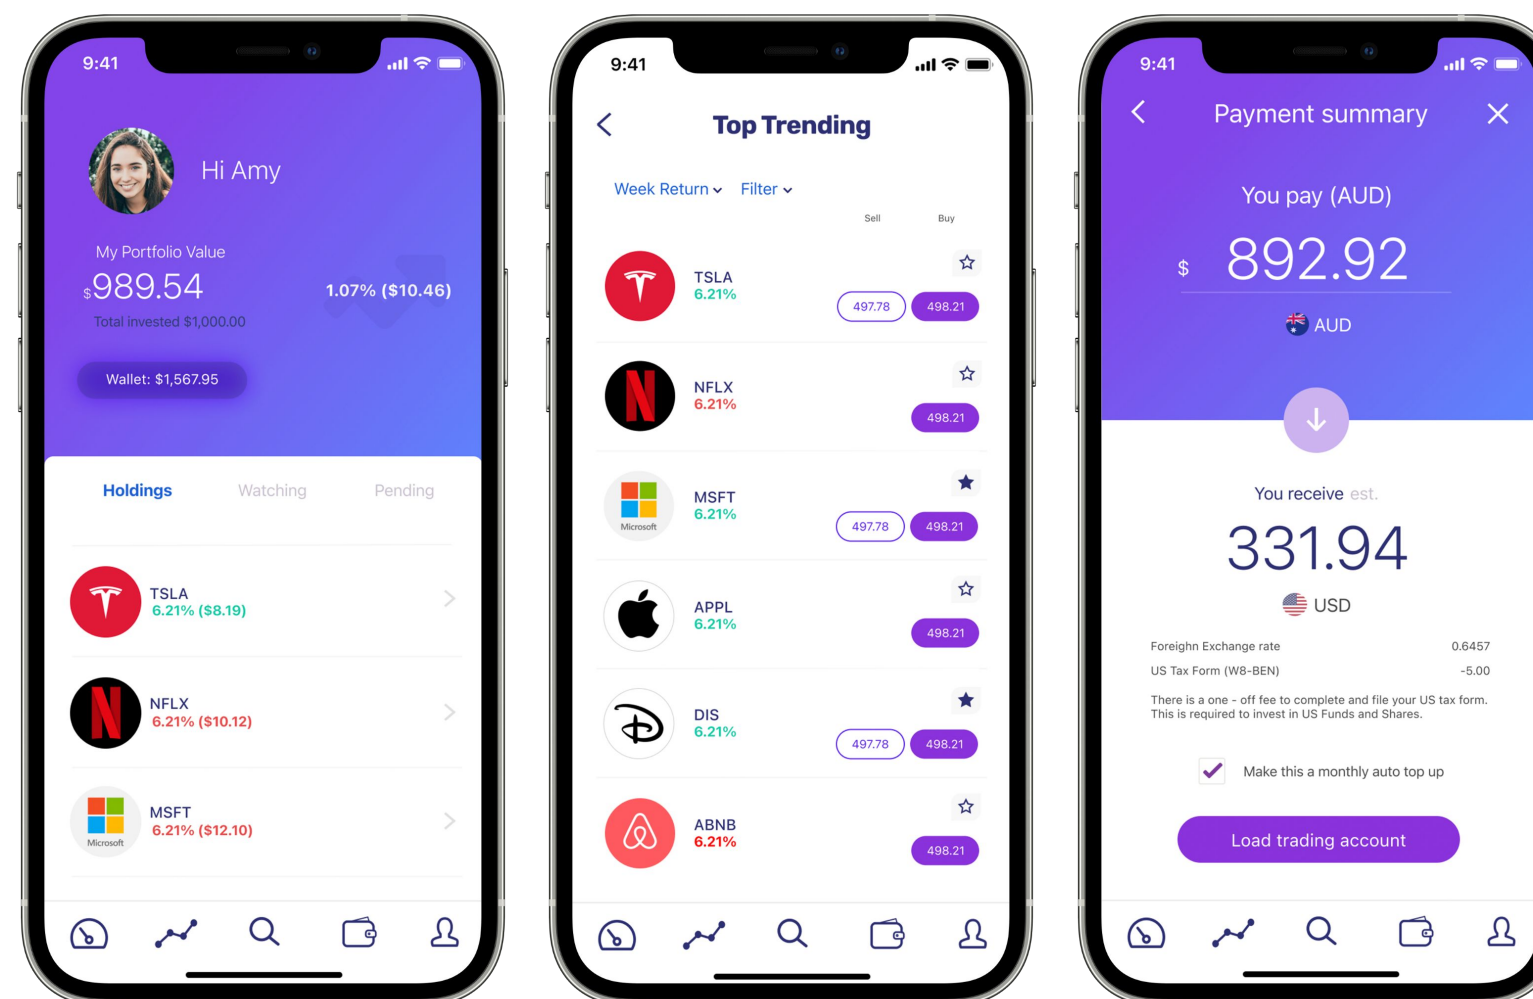 9:41
Hi Amy
My Portfolio Value
$989.54
1.07% ($10.46)
Total invested $1,000.00
Wallet: $1,567.95
Holdings Watching Pending
TSLA
6.21% ($8.19)
NFLX
6.21% ($10.12)
Microsoft
MSFT
6.21% ($12.10)
9:41
Top Trending
Week Return Filter
Sell Buy
TSLA
6.21%
497.78 498.21
NFLX
6.21%
498.21
Microsoft
MSFT
6.21%
497.78 498.21
APPL
6.21%
498.21
DIS
6.21%
497.78 498.21
ABNB
6.21%
498.21
9:41
Payment summary
You pay (AUD)
$ 892.92
AUD
You receive est.
331.94
USD
Foreighn Exchange rate 0.6457
US Tax Form (W8-BEN) -5.00
There is a one - off fee to complete and file your US tax form.
This is required to invest in US Funds and Shares.
Make this a monthly auto top up
Load trading account